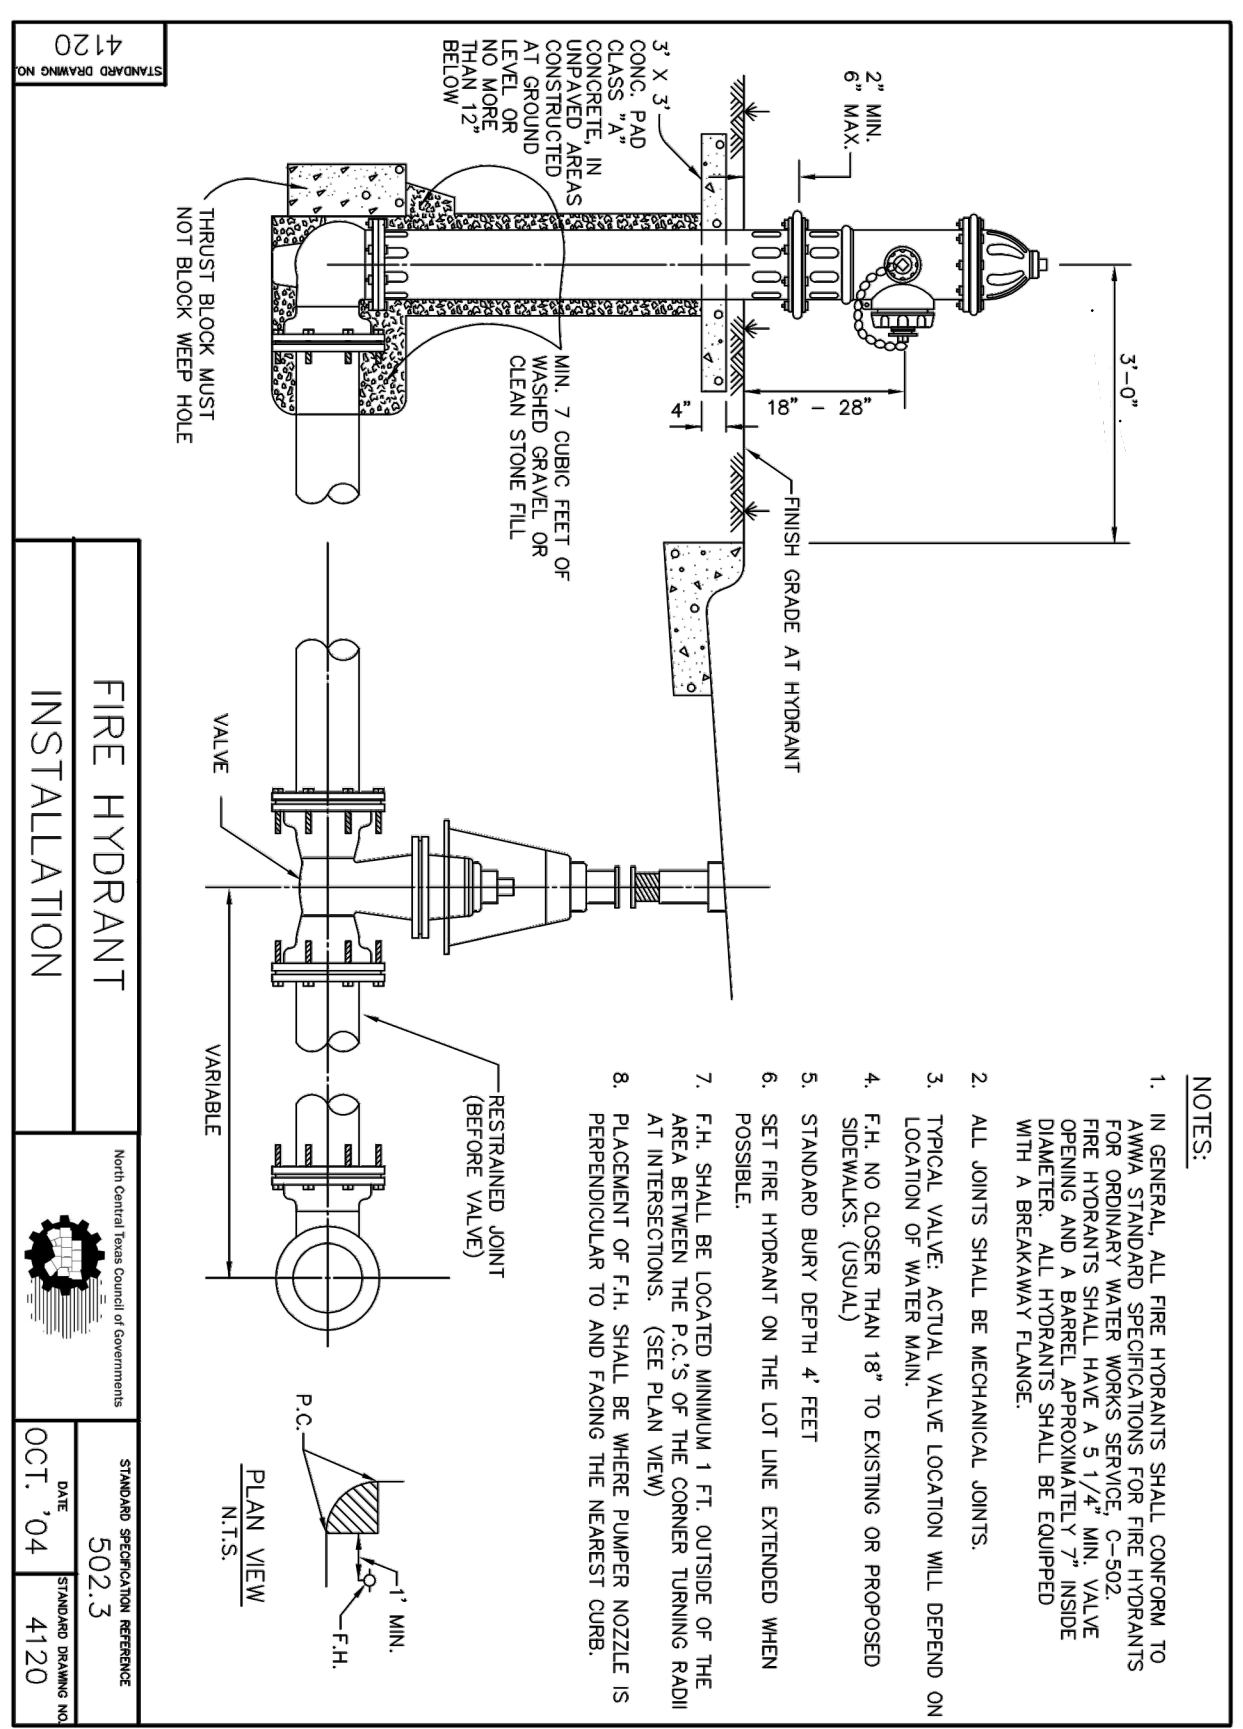 STANDARD DRAWING NO.
4120
2" MIN.
6" MAX.
3' X 3'
CONC. PAD
CLASS "A"
CONCRETE, IN
UNPAVED AREAS
CONSTRUCTED
AT GROUND
LEVEL OR
NO MORE
THAN 12"
BELOW
THRUST BLOCK MUST
NOT BLOCK WEEP HOLE
MIN. 7 CUBIC FEET OF
WASHED GRAVEL OR
CLEAN STONE FILL
4"
18" - 28"
3'-0"
FINISH GRADE AT HYDRANT
VALVE
VARIABLE
RESTRAINED JOINT
(BEFORE VALVE)
NOTES:
1. IN GENERAL, ALL FIRE HYDRANTS SHALL CONFORM TO
AWWA STANDARD SPECIFICATIONS FOR FIRE HYDRANTS
FOR ORDINARY WATER WORKS SERVICE, C-502.
FIRE HYDRANTS SHALL HAVE A 5 1/4" MIN. VALVE
OPENING AND A BARREL APPROXIMATELY 7" INSIDE
DIAMETER. ALL HYDRANTS SHALL BE EQUIPPED
WITH A BREAKAWAY FLANGE.
2. ALL JOINTS SHALL BE MECHANICAL JOINTS.
3. TYPICAL VALVE: ACTUAL VALVE LOCATION WILL DEPEND ON
LOCATION OF WATER MAIN.
4. F.H. NO CLOSER THAN 18" TO EXISTING OR PROPOSED
SIDEWALKS. (USUAL)
5. STANDARD BURY DEPTH 4' FEET
6. SET FIRE HYDRANT ON THE LOT LINE EXTENDED WHEN
POSSIBLE.
7. F.H. SHALL BE LOCATED MINIMUM 1 FT. OUTSIDE OF THE
AREA BETWEEN THE P.C.'S OF THE CORNER TURNING RADII
AT INTERSECTIONS. (SEE PLAN VIEW)
8. PLACEMENT OF F.H. SHALL BE WHERE PUMPER NOZZLE IS
PERPENDICULAR TO AND FACING THE NEAREST CURB.
P.C.
1' MIN.
F.H.
PLAN VIEW
N.T.S.
FIRE HYDRANT
INSTALLATION
North Central Texas Council of Governments
STANDARD SPECIFICATION REFERENCE
502.3
DATE
OCT. '04
STANDARD DRAWING NO.
4120